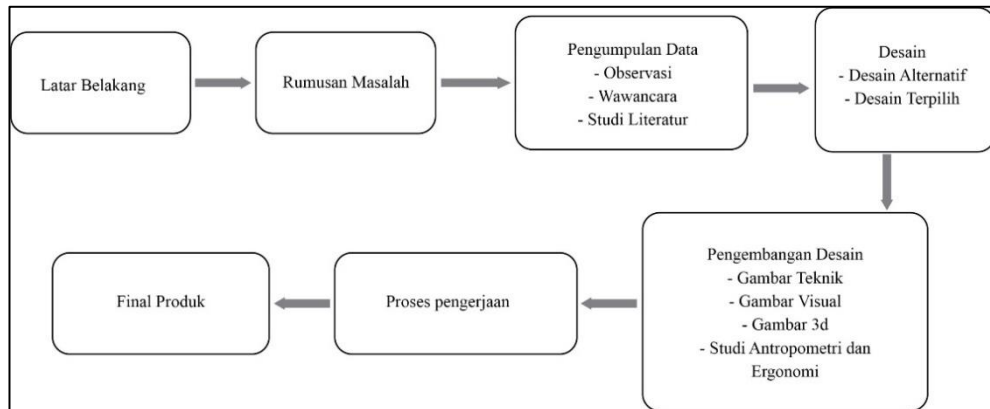 Latar Belakang
Rumusan Masalah
Pengumpulan Data
- Observasi
- Wawancara
- Studi Literatur
Desain
- Desain Alternatif
- Desain Terpilih
Pengembangan Desain
- Gambar Teknik
- Gambar Visual
- Gambar 3d
- Studi Antropometri dan
Ergonomi
Proses pengerjaan
Final Produk